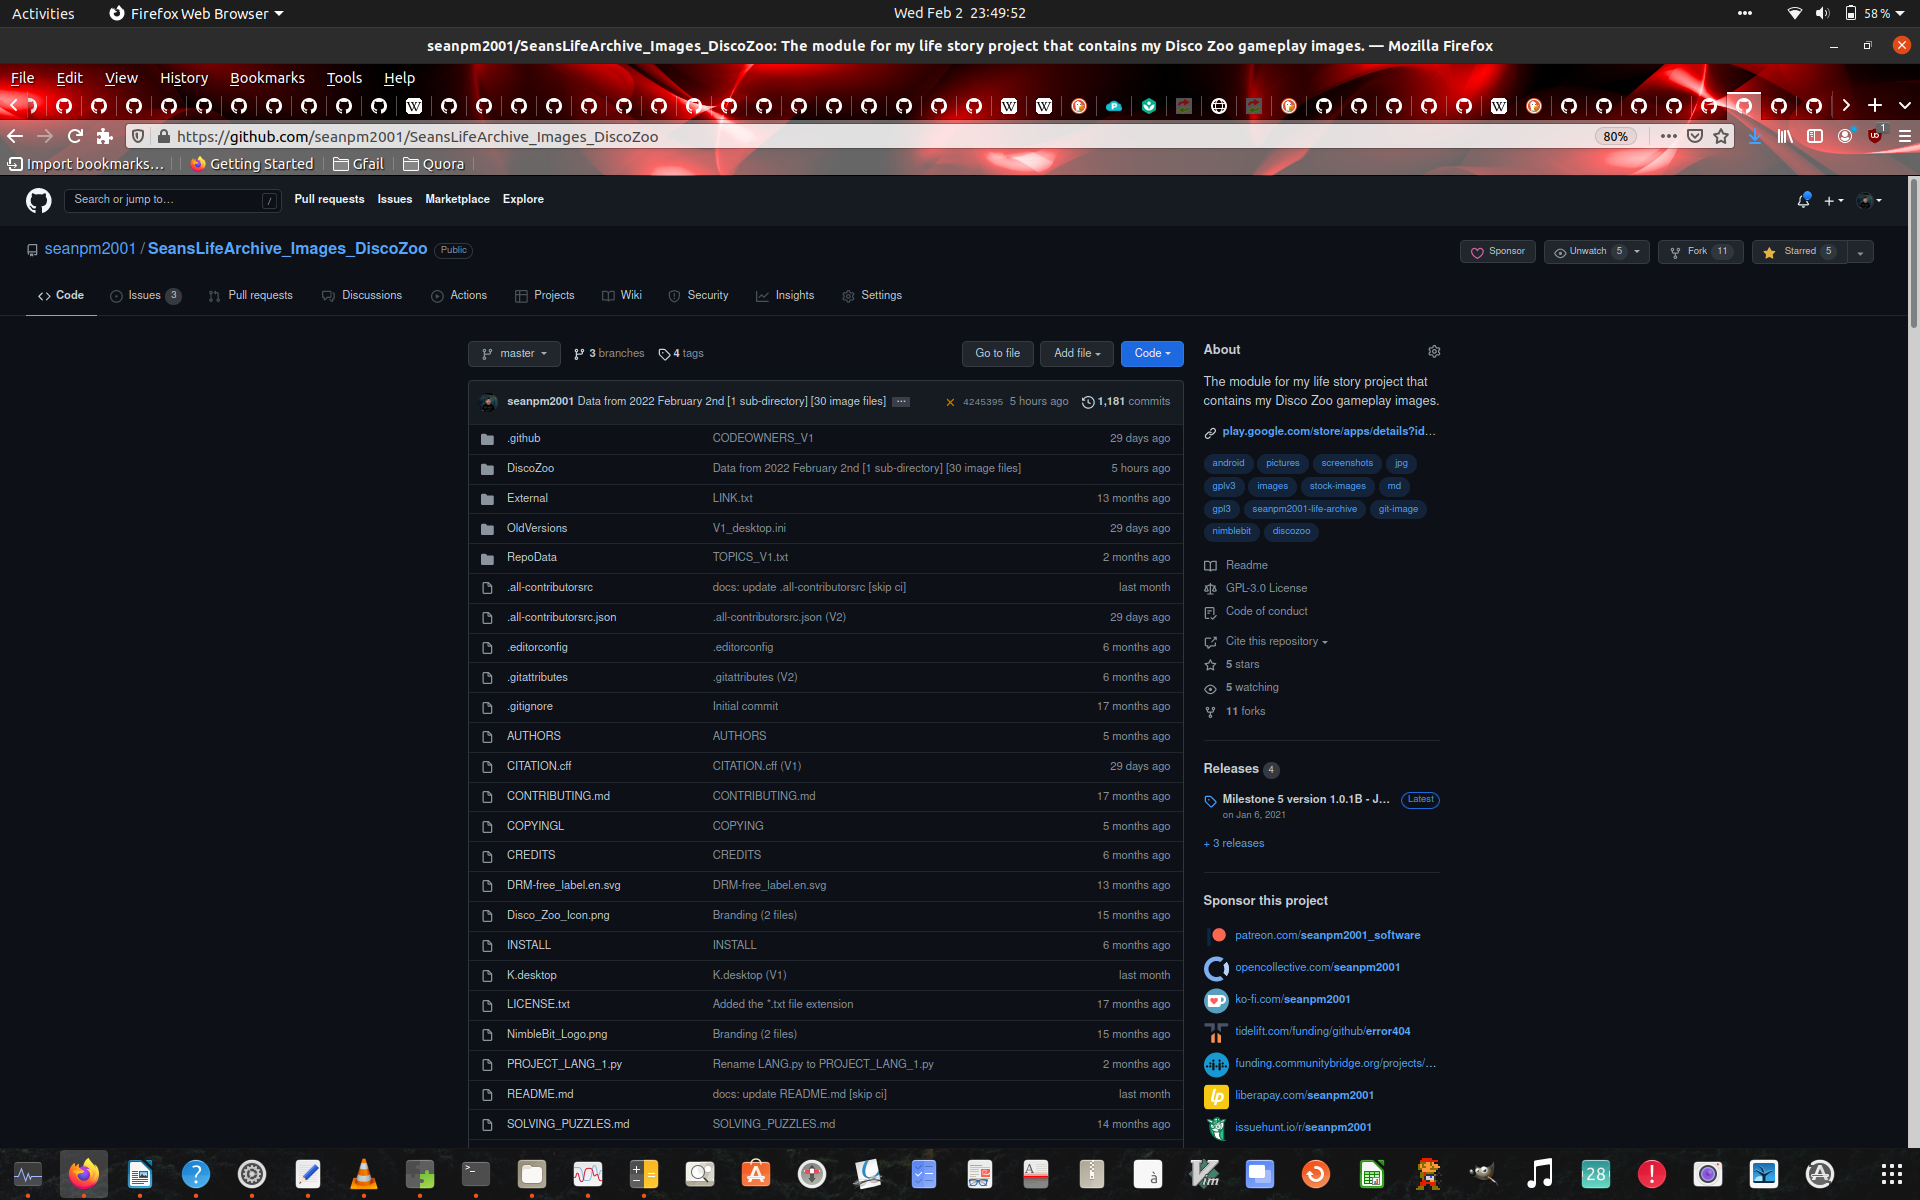 Activities Firefox Web Browser Wed Feb 2 23:49:52 58 %
seanpm2001/SeansLifeArchive_Images_DiscoZoo: The module for my life story project that contains my Disco Zoo gameplay images. — Mozilla Firefox
File Edit View History Bookmarks Tools Help
https://github.com/seanpm2001/SeansLifeArchive_Images_DiscoZoo 80% 1
Import bookmarks… Getting Started Gfail Quora
Search or jump to… / Pull requests Issues Marketplace Explore
seanpm2001 / SeansLifeArchive_Images_DiscoZoo Public Sponsor Unwatch 5 Fork 11 Starred 5
Code Issues 3 Pull requests Discussions Actions Projects Wiki Security Insights Settings
master 3 branches 4 tags Go to file Add file Code
seanpm2001 Data from 2022 February 2nd [1 sub-directory] [30 image files] 4245395 5 hours ago 1,181 commits
.github CODEOWNERS_V1 29 days ago
DiscoZoo Data from 2022 February 2nd [1 sub-directory] [30 image files] 5 hours ago
External LINK.txt 13 months ago
OldVersions V1_desktop.ini 29 days ago
RepoData TOPICS_V1.txt 2 months ago
.all-contributorsrc docs: update .all-contributorsrc [skip ci] last month
.all-contributorsrc.json .all-contributorsrc.json (V2) 29 days ago
.editorconfig .editorconfig 6 months ago
.gitattributes .gitattributes (V2) 6 months ago
.gitignore Initial commit 17 months ago
AUTHORS AUTHORS 5 months ago
CITATION.cff CITATION.cff (V1) 29 days ago
CONTRIBUTING.md CONTRIBUTING.md 17 months ago
COPYINGL COPYING 5 months ago
CREDITS CREDITS 6 months ago
DRM-free_label.en.svg DRM-free_label.en.svg 13 months ago
Disco_Zoo_Icon.png Branding (2 files) 15 months ago
INSTALL INSTALL 6 months ago
K.desktop K.desktop (V1) last month
LICENSE.txt Added the *.txt file extension 17 months ago
NimbleBit_Logo.png Branding (2 files) 15 months ago
PROJECT_LANG_1.py Rename LANG.py to PROJECT_LANG_1.py 2 months ago
README.md docs: update README.md [skip ci] last month
SOLVING_PUZZLES.md SOLVING_PUZZLES.md 14 months ago
About
The module for my life story project that
contains my Disco Zoo gameplay images.
play.google.com/store/apps/details?id…
android pictures screenshots jpg
gplv3 images stock-images md
gpl3 seanpm2001-life-archive git-image
nimblebit discozoo
Readme
GPL-3.0 License
Code of conduct
Cite this repository
5 stars
5 watching
11 forks
Releases 4
Milestone 5 version 1.0.1B - J… Latest
on Jan 6, 2021
+ 3 releases
Sponsor this project
patreon.com/seanpm2001_software
opencollective.com/seanpm2001
ko-fi.com/seanpm2001
tidelift.com/funding/github/error404
funding.communitybridge.org/projects/…
liberapay.com/seanpm2001
issuehunt.io/r/seanpm2001
28